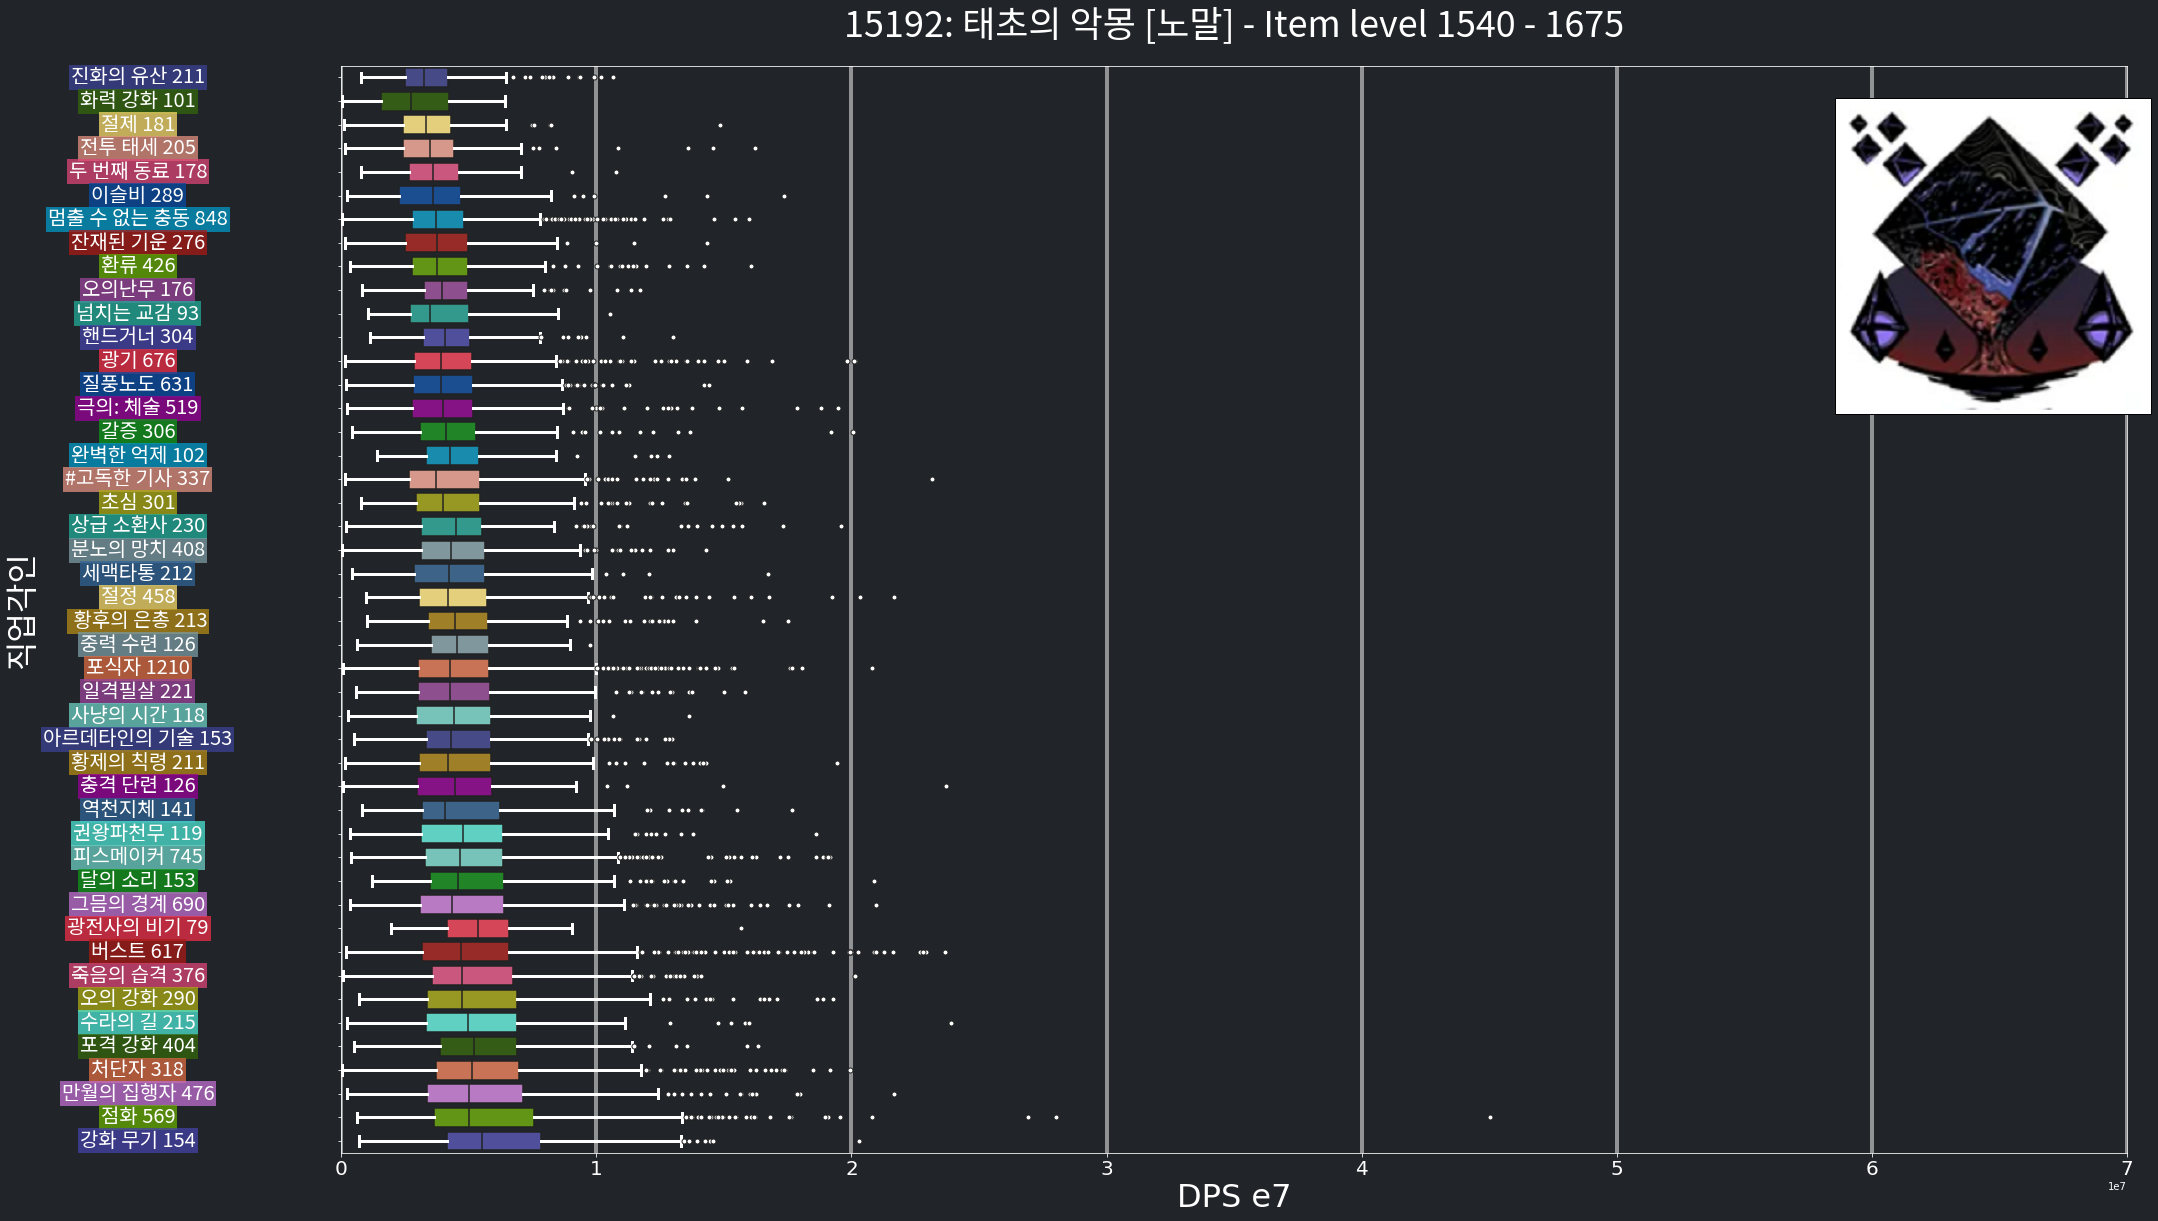 15192: 태초의 악몽 [노말] - Item level 1540 - 1675
직업각인
진화의 유산 211
화력 강화 101
절제 181
전투 태세 205
두 번째 동료 178
이슬비 289
멈출 수 없는 충동 848
잔재된 기운 276
환류 426
오의난무 176
넘치는 교감 93
핸드거너 304
광기 676
질풍노도 631
극의: 체술 519
갈증 306
완벽한 억제 102
#고독한 기사 337
초심 301
상급 소환사 230
분노의 망치 408
세맥타통 212
절정 458
황후의 은총 213
중력 수련 126
포식자 1210
일격필살 221
사냥의 시간 118
아르데타인의 기술 153
황제의 칙령 211
충격 단련 126
역천지체 141
권왕파천무 119
피스메이커 745
달의 소리 153
그믐의 경계 690
광전사의 비기 79
버스트 617
죽음의 습격 376
오의 강화 290
수라의 길 215
포격 강화 404
처단자 318
만월의 집행자 476
점화 569
강화 무기 154
0 1 2 3 4 5 6 7
1e7
DPS e7